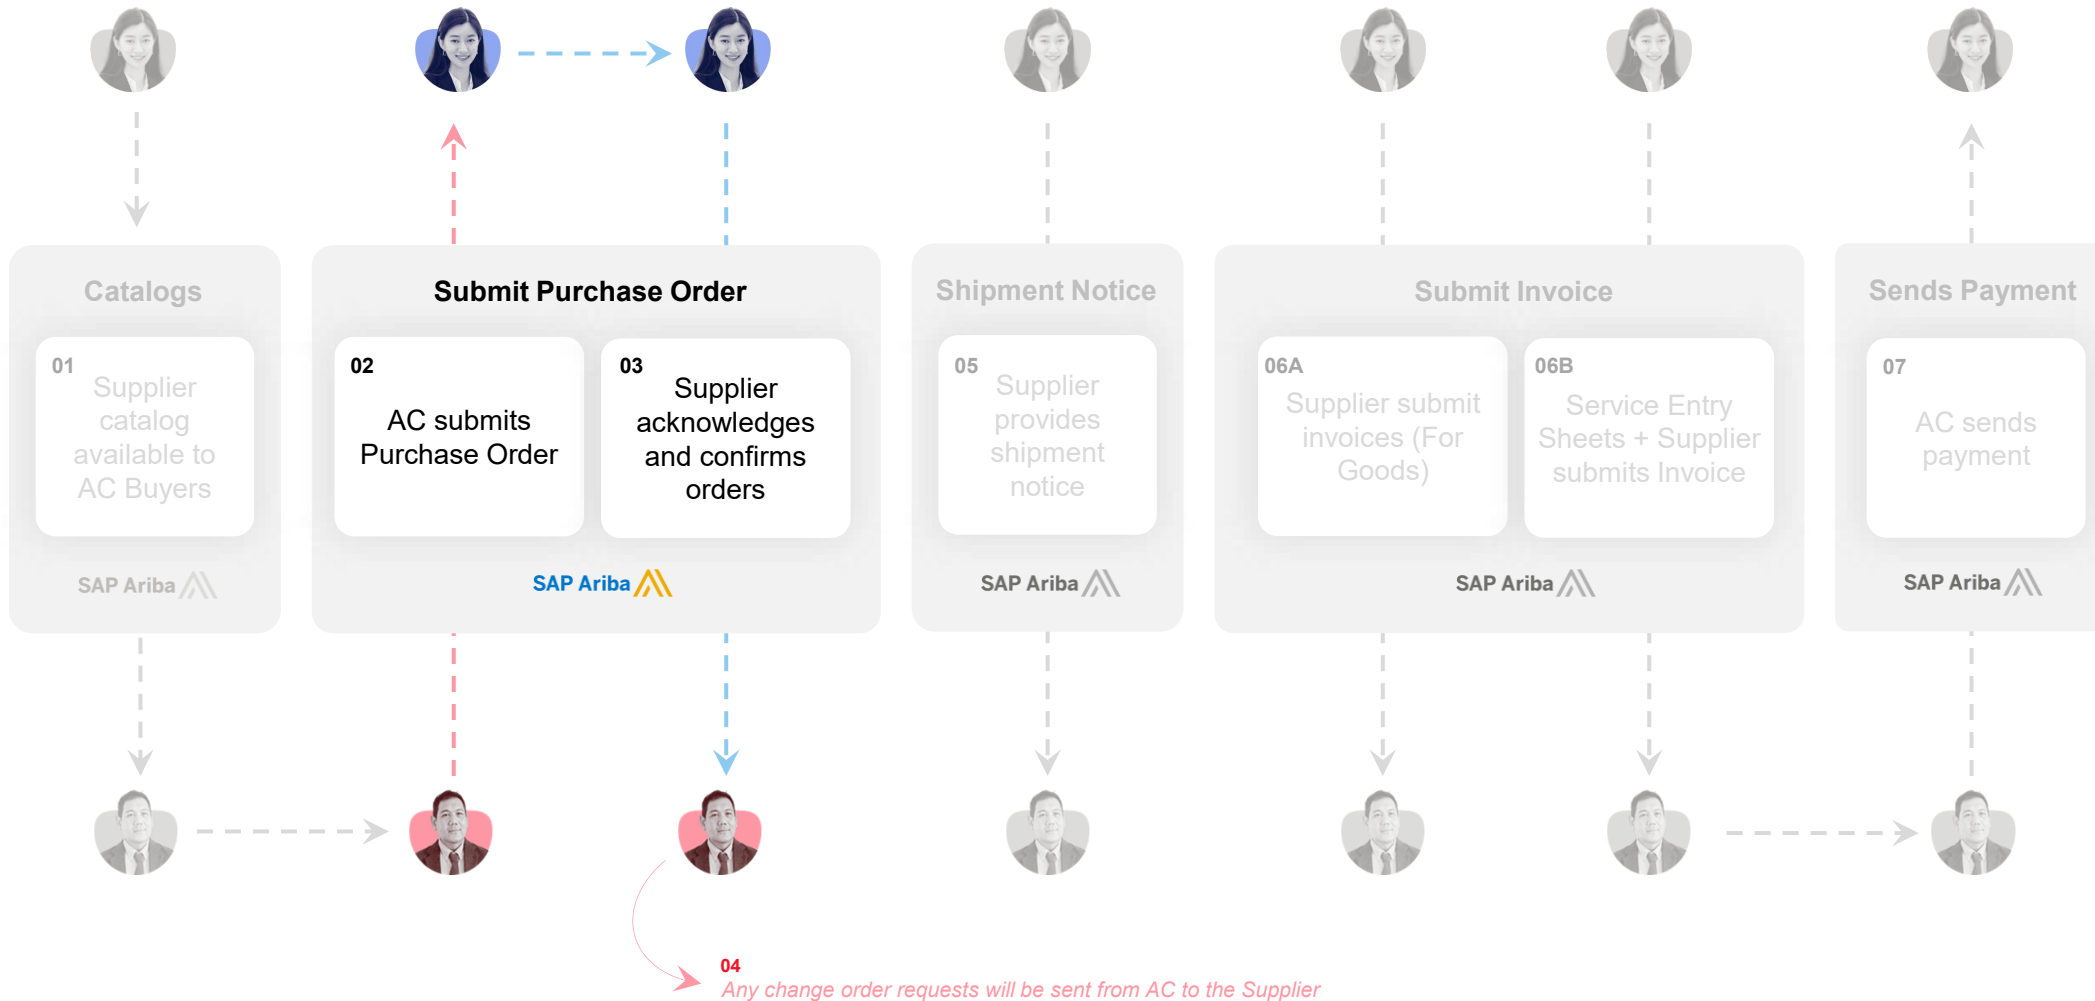 Catalogs
01
Supplier
catalog
available to
AC Buyers
SAP Ariba
Submit Purchase Order
02
AC submits
Purchase Order
03
Supplier
acknowledges
and confirms
orders
SAP Ariba
Shipment Notice
05
Supplier
provides
shipment
notice
SAP Ariba
Submit Invoice
06A
Supplier submit
invoices (For
Goods)
06B
Service Entry
Sheets + Supplier
submits Invoice
SAP Ariba
Sends Payment
07
AC sends
payment
SAP Ariba
04
Any change order requests will be sent from AC to the Supplier